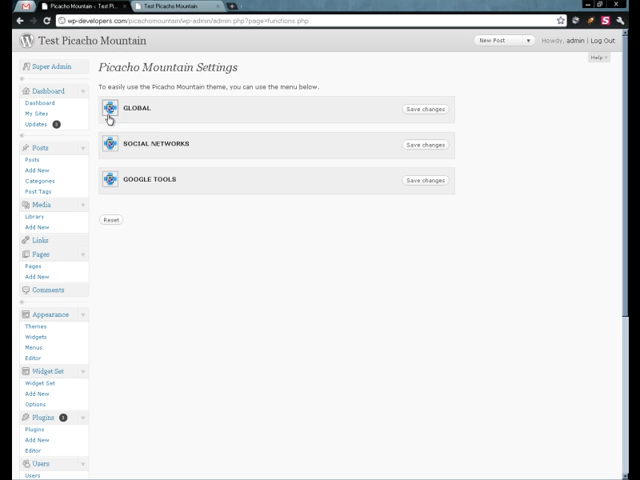 Picacho Mountain ‹ Test Pi...
Test Picacho Mountain
wp-developers.com/picachomountain/wp-admin/admin.php?page=functions.php
Test Picacho Mountain
New Post
Howdy, admin | Log Out
Help
Super Admin
Dashboard
Dashboard
My Sites
Updates
Posts
Posts
Add New
Categories
Post Tags
Media
Library
Add New
Links
Pages
Pages
Add New
Comments
Appearance
Themes
Widgets
Menus
Editor
Widget Set
Widget Set
Add New
Options
Plugins
Plugins
Add New
Editor
Users
Users
Picacho Mountain Settings
To easily use the Picacho Mountain theme, you can use the menu below.
GLOBAL
Save changes
SOCIAL NETWORKS
Save changes
GOOGLE TOOLS
Save changes
Reset